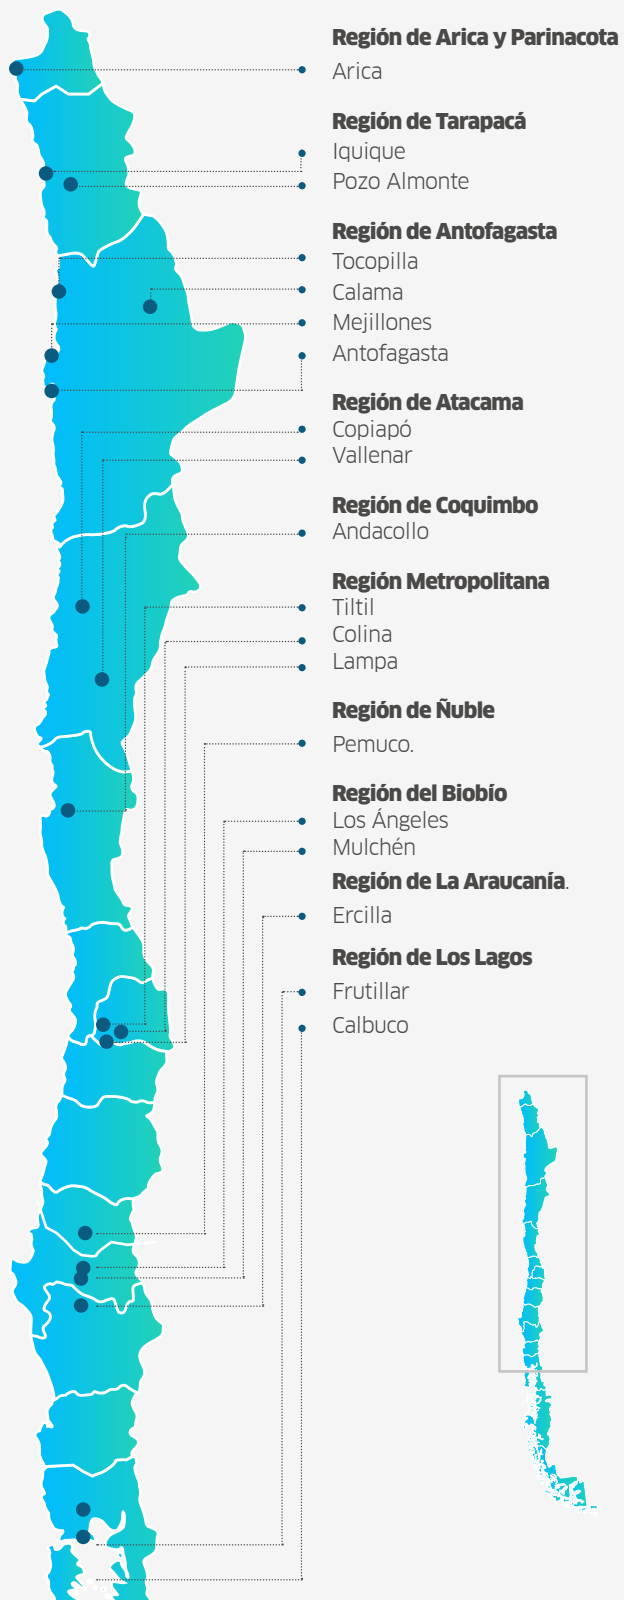 Región de Arica y Parinacota
Arica
Región de Tarapacá
Iquique
Pozo Almonte
Región de Antofagasta
Tocopilla
Calama
Mejillones
Antofagasta
Región de Atacama
Copiapó
Vallenar
Región de Coquimbo
Andacollo
Región Metropolitana
Tiltil
Colina
Lampa
Región de Ñuble
Pemuco.
Región del Biobío
Los Ángeles
Mulchén
Región de La Araucanía.
Ercilla
Región de Los Lagos
Frutillar
Calbuco